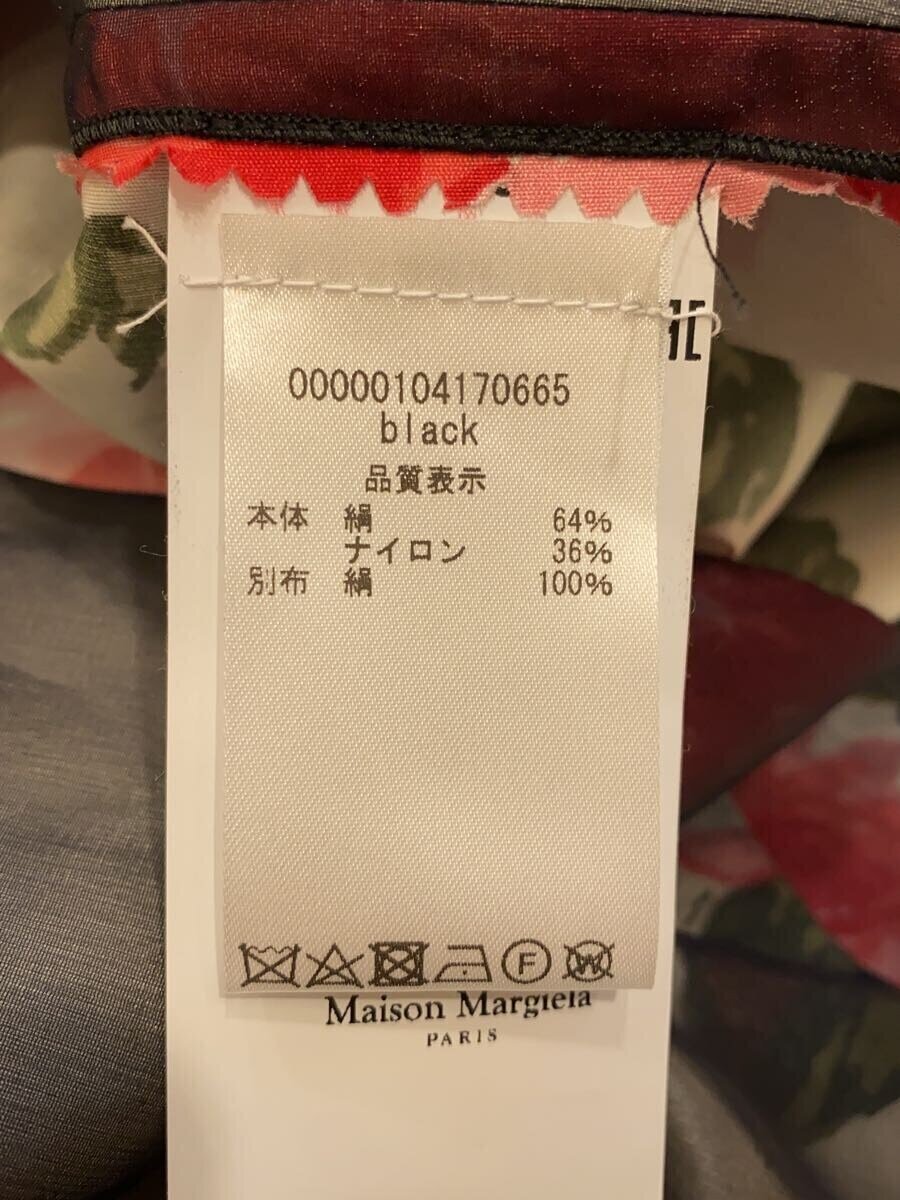 00000104170665
black
品質表示
本体 絹 64%
ナイロン 36%
別布 絹 100%
F
W
Maison Margiela
PARIS